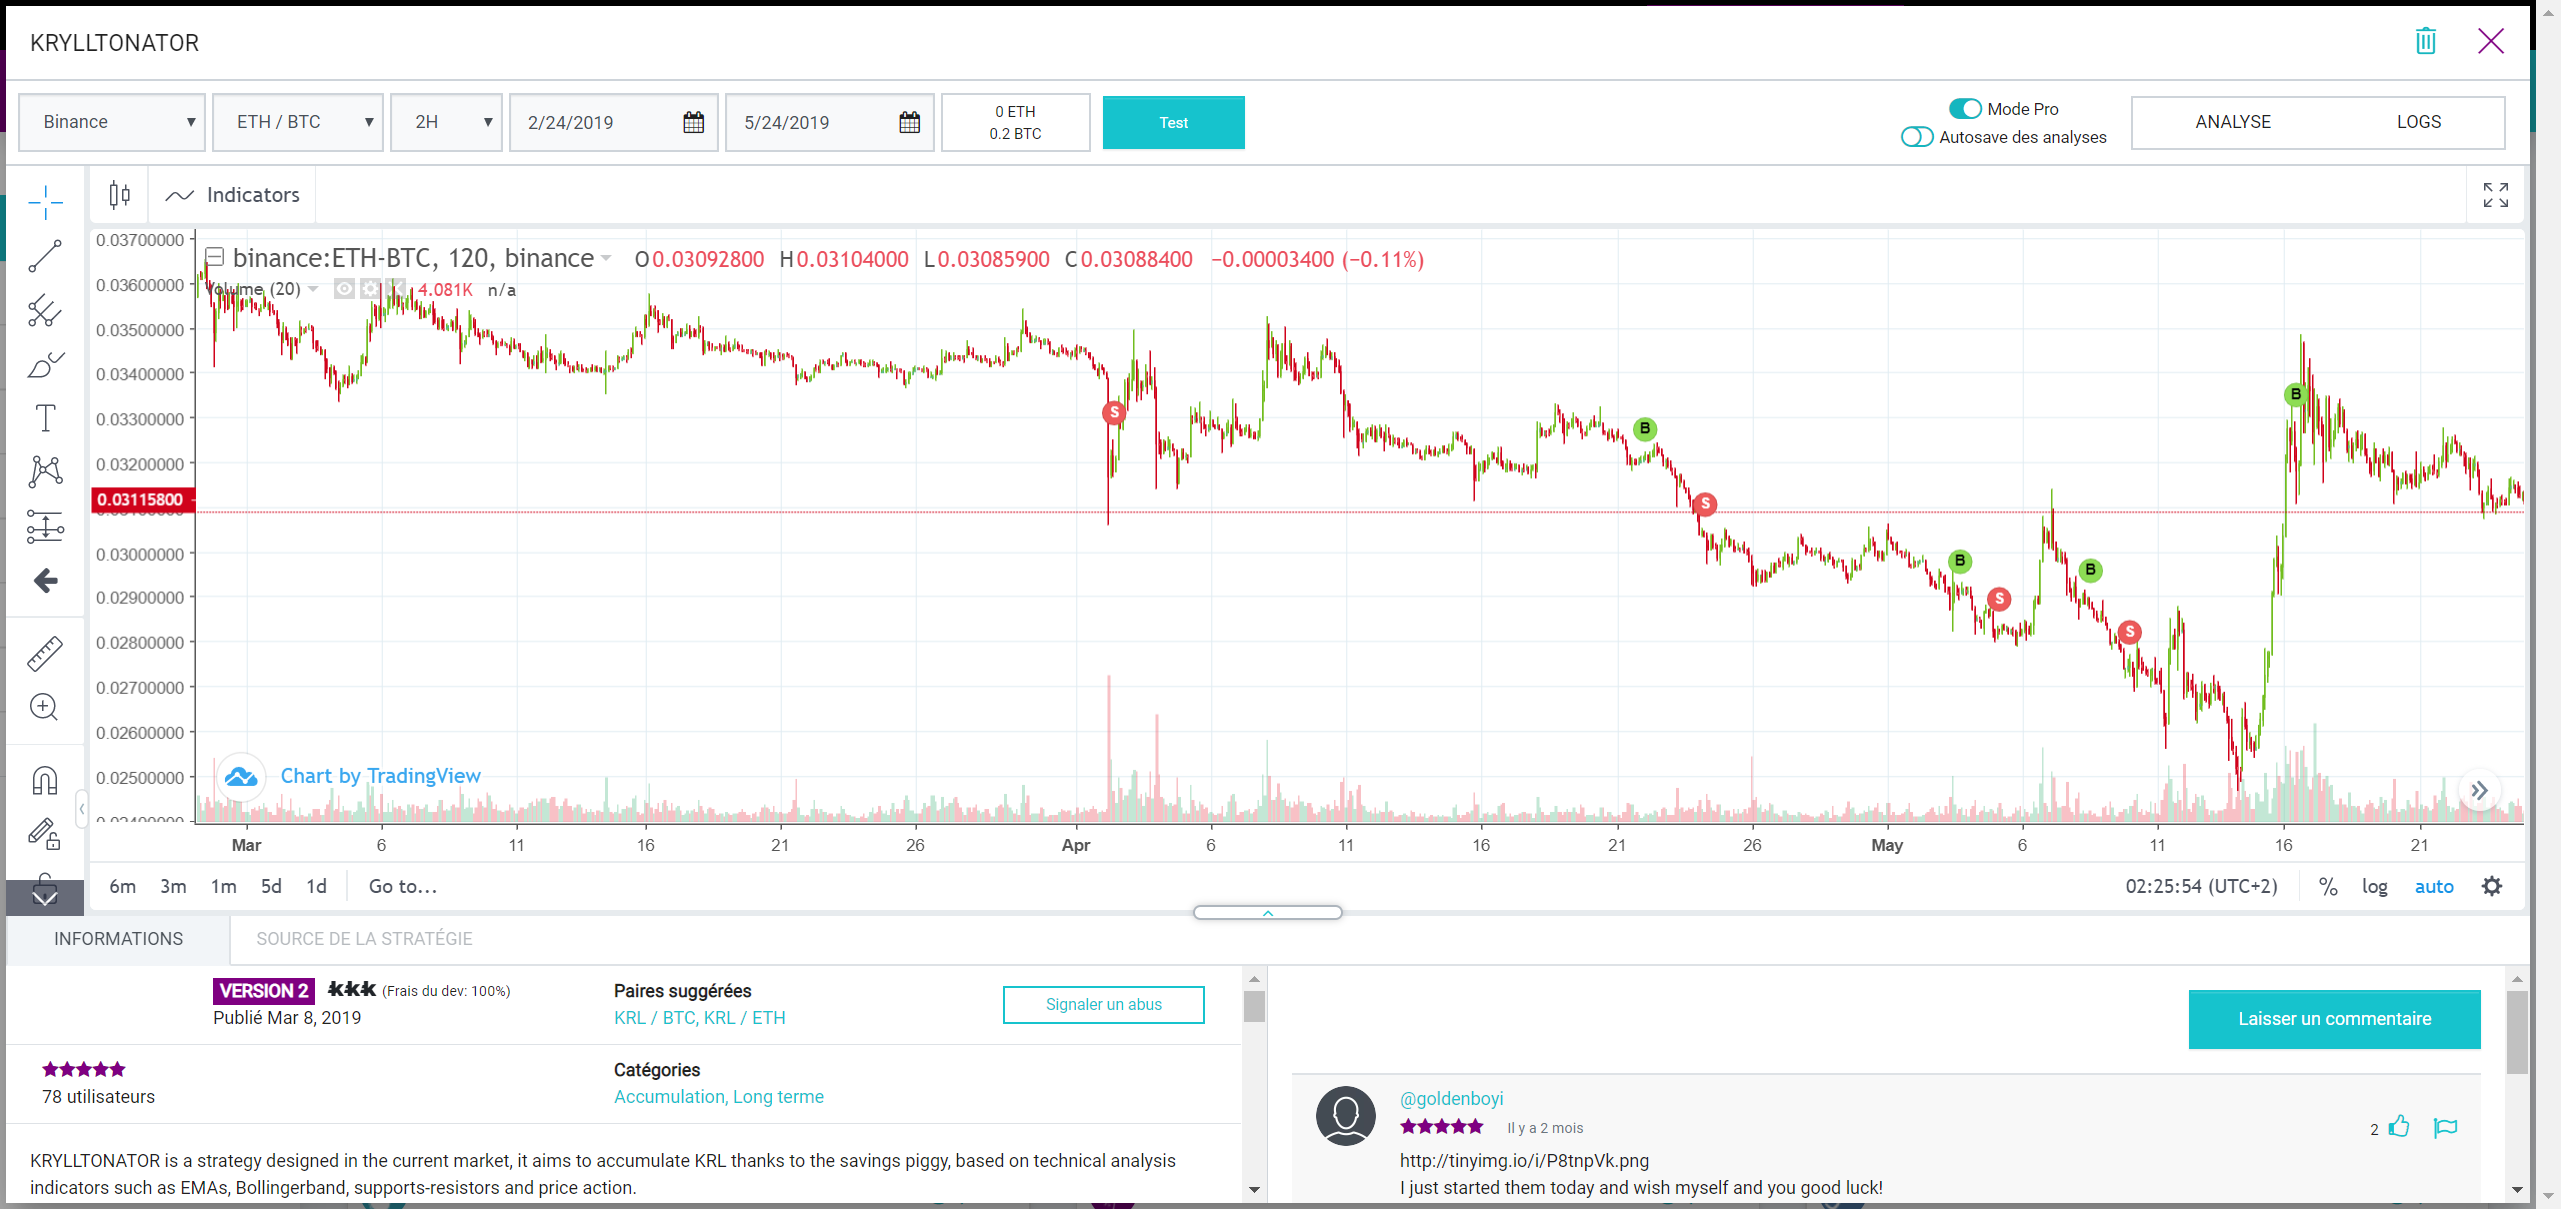 KRYLLTONATOR
Binance ETH / BTC 2H 2/24/2019 5/24/2019 0 ETH
0.2 BTC
Test
Mode Pro
Autosave des analyses
ANALYSE LOGS
Indicators
binance:ETH-BTC, 120, binance O0.03092800 H0.03104000 L0.03085900 C0.03088400 −0.00003400 (−0.11%)
Volume (20) 4.081K n/a
0.03700000
0.03600000
0.03500000
0.03400000
0.03300000
0.03200000
0.03115800
0.03000000
0.02900000
0.02800000
0.02700000
0.02600000
0.02500000
S
B
S
B
S
B
S
B
Chart by TradingView
Mar 6 11 16 21 26 Apr 6 11 16 21 26 May 6 11 16 21
6m 3m 1m 5d 1d Go to... 02:25:54 (UTC+2) % log auto
INFORMATIONS SOURCE DE LA STRATÉGIE
VERSION 2 (Frais du dev: 100%)
Publié Mar 8, 2019
Paires suggérées
KRL / BTC, KRL / ETH
Signaler un abus
78 utilisateurs
Catégories
Accumulation, Long terme
KRYLLTONATOR is a strategy designed in the current market, it aims to accumulate KRL thanks to the savings piggy, based on technical analysis
indicators such as EMAs, Bollingerband, supports-resistors and price action.
Laisser un commentaire
@goldenboyi
Il y a 2 mois
2
http://tinyimg.io/i/P8tnpVk.png
I just started them today and wish myself and you good luck!